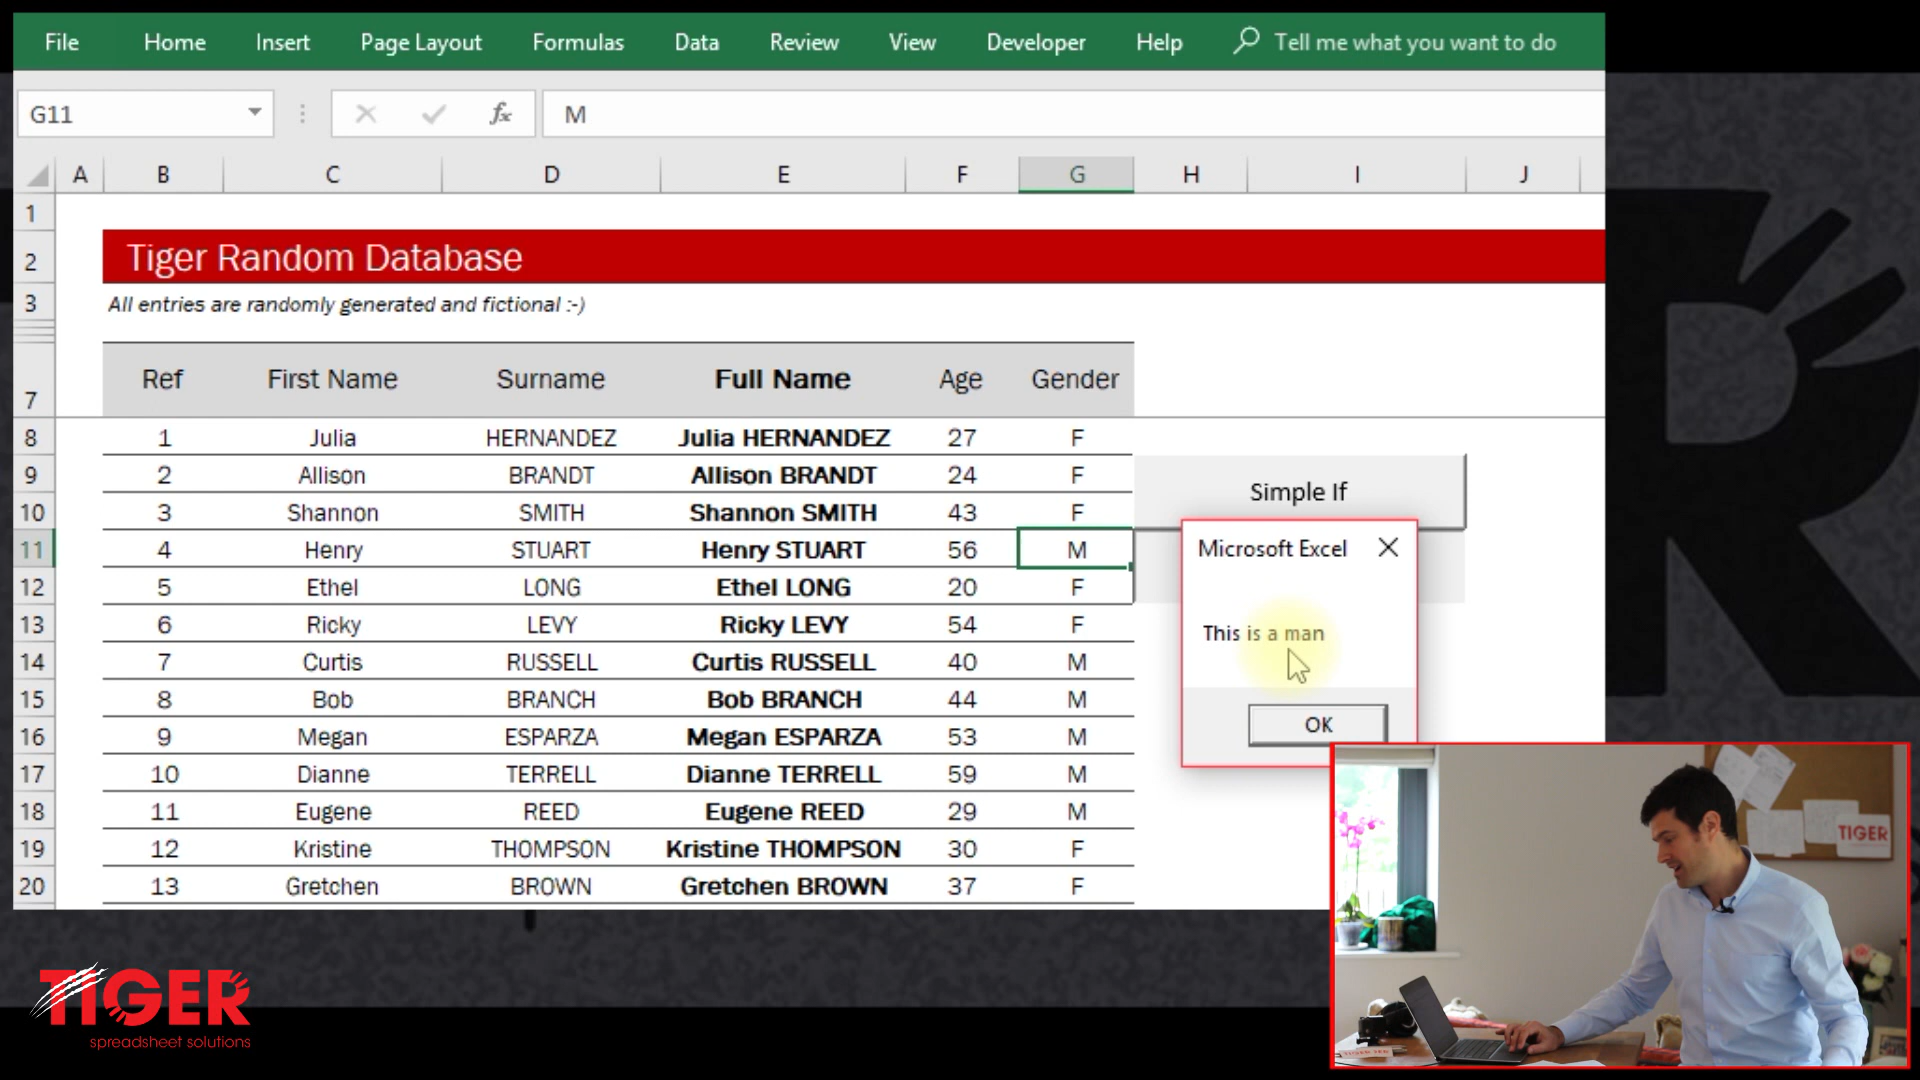 File Home Insert Page Layout Formulas Data Review View Developer Help Tell me what you want to do
G11 fx M
A B C D E F G H I J
1
2 Tiger Random Database
3 All entries are randomly generated and fictional :-)
7 Ref First Name Surname Full Name Age Gender
8 1 Julia HERNANDEZ Julia HERNANDEZ 27 F
9 2 Allison BRANDT Allison BRANDT 24 F
Simple If
10 3 Shannon SMITH Shannon SMITH 43 F
11 4 Henry STUART Henry STUART 56 M
12 5 Ethel LONG Ethel LONG 20 F
13 6 Ricky LEVY Ricky LEVY 54 F
14 7 Curtis RUSSELL Curtis RUSSELL 40 M
15 8 Bob BRANCH Bob BRANCH 44 M
16 9 Megan ESPARZA Megan ESPARZA 53 M
17 10 Dianne TERRELL Dianne TERRELL 59 M
18 11 Eugene REED Eugene REED 29 M
19 12 Kristine THOMPSON Kristine THOMPSON 30 F
20 13 Gretchen BROWN Gretchen BROWN 37 F
Microsoft Excel
This is a man
OK
TIGER
TIGER
spreadsheet solutions